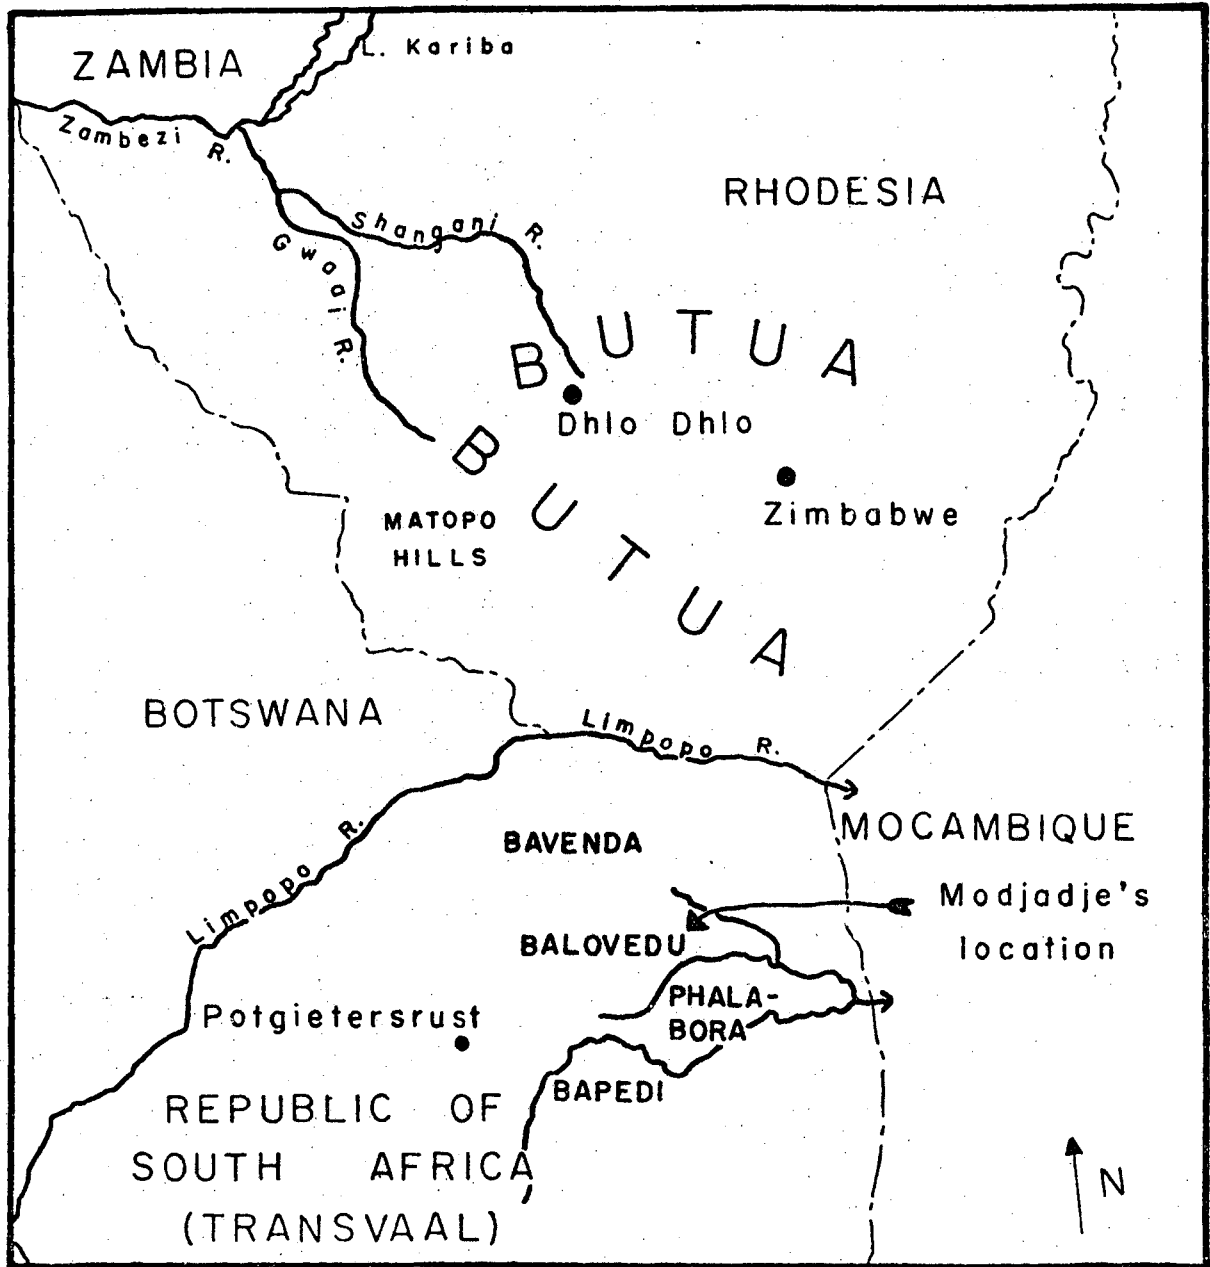 L. Kariba
ZAMBIA
Zambezi R.
RHODESIA
Shangani R.
Gwaai R.
BUTUA
Dhlo Dhlo
BUTUA
Zimbabwe
MATOPO
HILLS
BOTSWANA
Limpopo R.
MOCAMBIQUE
BAVENDA
Limpopo R.
Modjadje's
location
BALOVEDU
PHALA-
BORA
Potgietersrust
BAPEDI
REPUBLIC OF
SOUTH AFRICA
(TRANSVAAL)
N